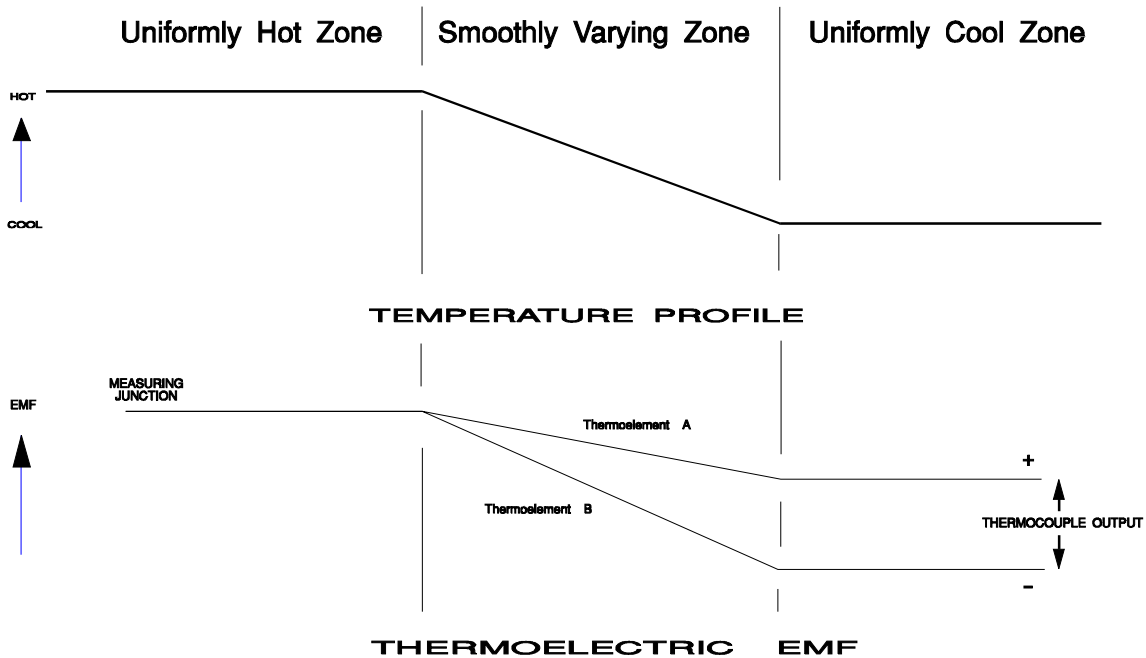 Uniformly Hot Zone
Smoothly Varying Zone
Uniformly Cool Zone
HOT
COOL
TEMPERATURE PROFILE
MEASURING
JUNCTION
EMF
Thermoelement A
+
Thermoelement B
THERMOCOUPLE OUTPUT
-
THERMOELECTRIC EMF